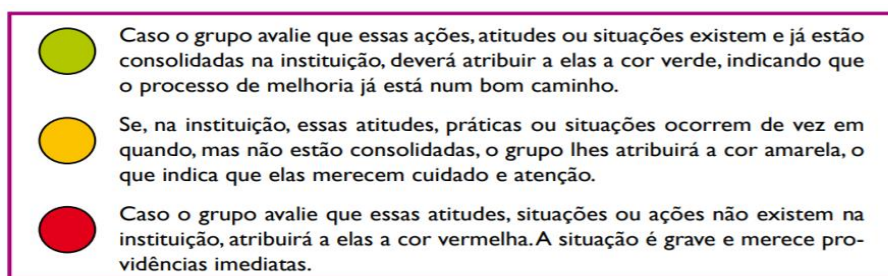 Caso o grupo avalie que essas ações, atitudes ou situações existem e já estão
consolidadas na instituição, deverá atribuir a elas a cor verde, indicando que
o processo de melhoria já está num bom caminho.
Se, na instituição, essas atitudes, práticas ou situações ocorrem de vez em
quando, mas não estão consolidadas, o grupo lhes atribuirá a cor amarela, o
que indica que elas merecem cuidado e atenção.
Caso o grupo avalie que essas atitudes, situações ou ações não existem na
instituição, atribuirá a elas a cor vermelha. A situação é grave e merece pro-
vidências imediatas.